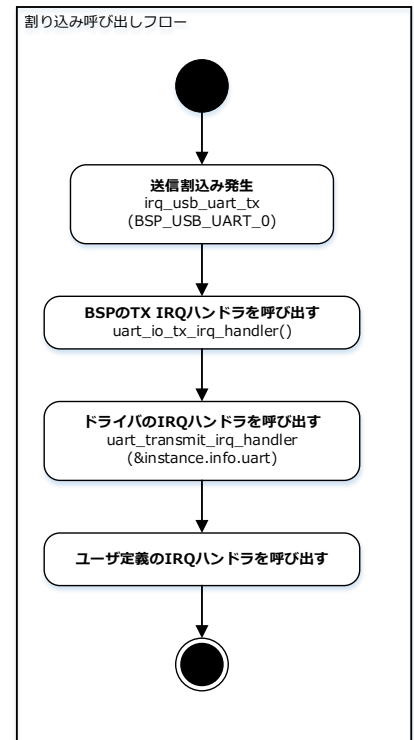 割り込み呼び出しフロー
送信割込み発生
irq_usb_uart_tx
(BSP_USB_UART_0)
BSPのTX IRQハンドラを呼び出す
uart_io_tx_irq_handler()
ドライバのIRQハンドラを呼び出す
uart_transmit_irq_handler
(&instance.info.uart)
ユーザ定義のIRQハンドラを呼び出す